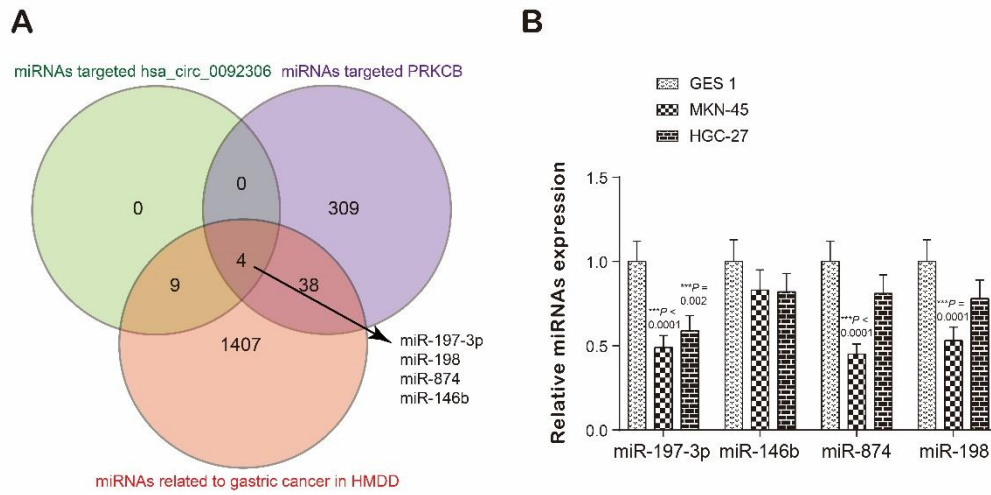 A
miRNAs targeted hsa_circ_0092306
miRNAs targeted PRKCB
0
0
309
4
9
38
1407
miR-197-3p
miR-198
miR-874
miR-146b
miRNAs related to gastric cancer in HMDD
B
GES 1
MKN-45
HGC-27
Relative miRNAs expression
1.5
1.0
0.5
0.0
***P <
0.0001
***P =
0.002
***P <
0.0001
***P =
0.0001
miR-197-3p
miR-146b
miR-874
miR-198